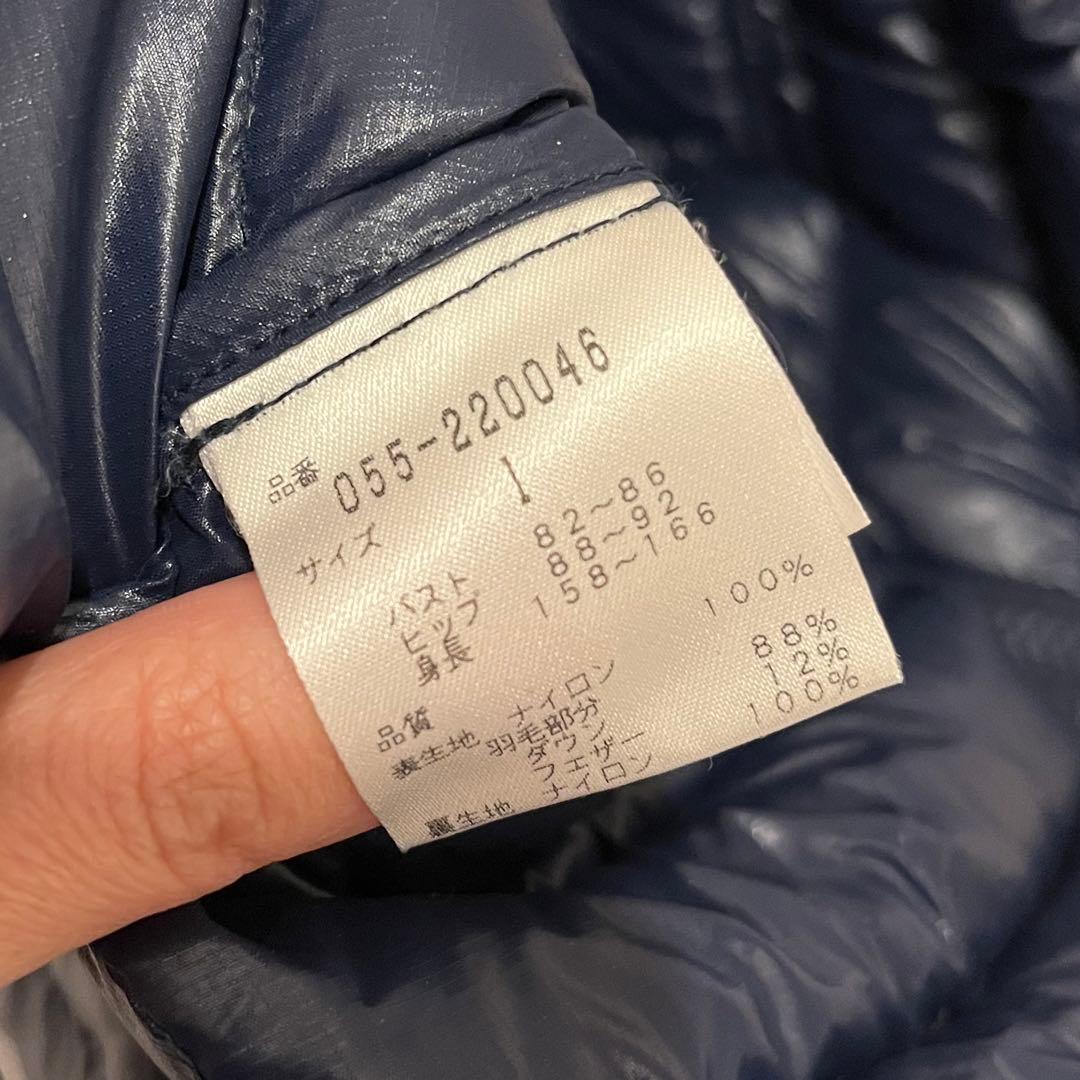 品番 055-220046
サイズ 1
バスト 82～86
ヒップ 88～92
身長 158～166
品質
表生地 ナイロン 100%
羽毛部分
ダウン 88%
フェザー 12%
裏生地 ナイロン 100%